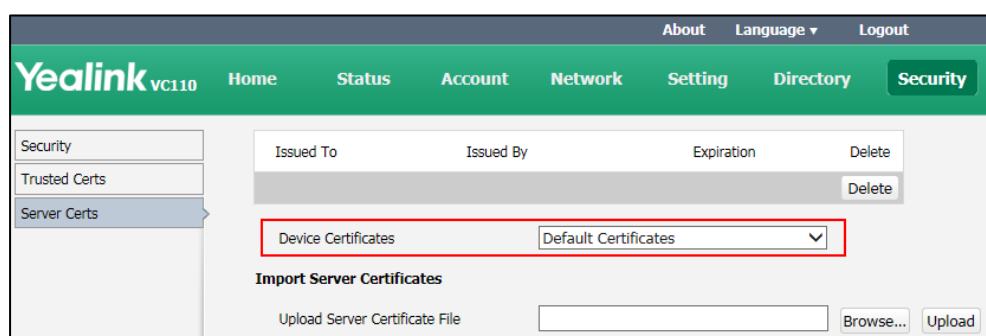 About Language ▾ Logout
Yealink VC110 Home Status Account Network Setting Directory Security
Security
Trusted Certs
Server Certs
Issued To Issued By Expiration Delete
Delete
Device Certificates Default Certificates
Import Server Certificates
Upload Server Certificate File Browse... Upload